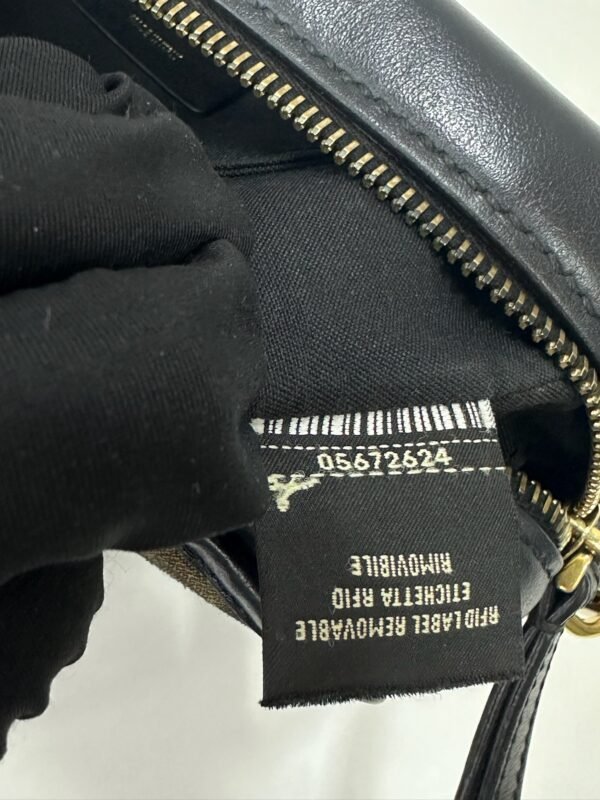 05672624
RFID LABEL REMOVABLE
ETICHETTA RFID
RIMOVIBILE